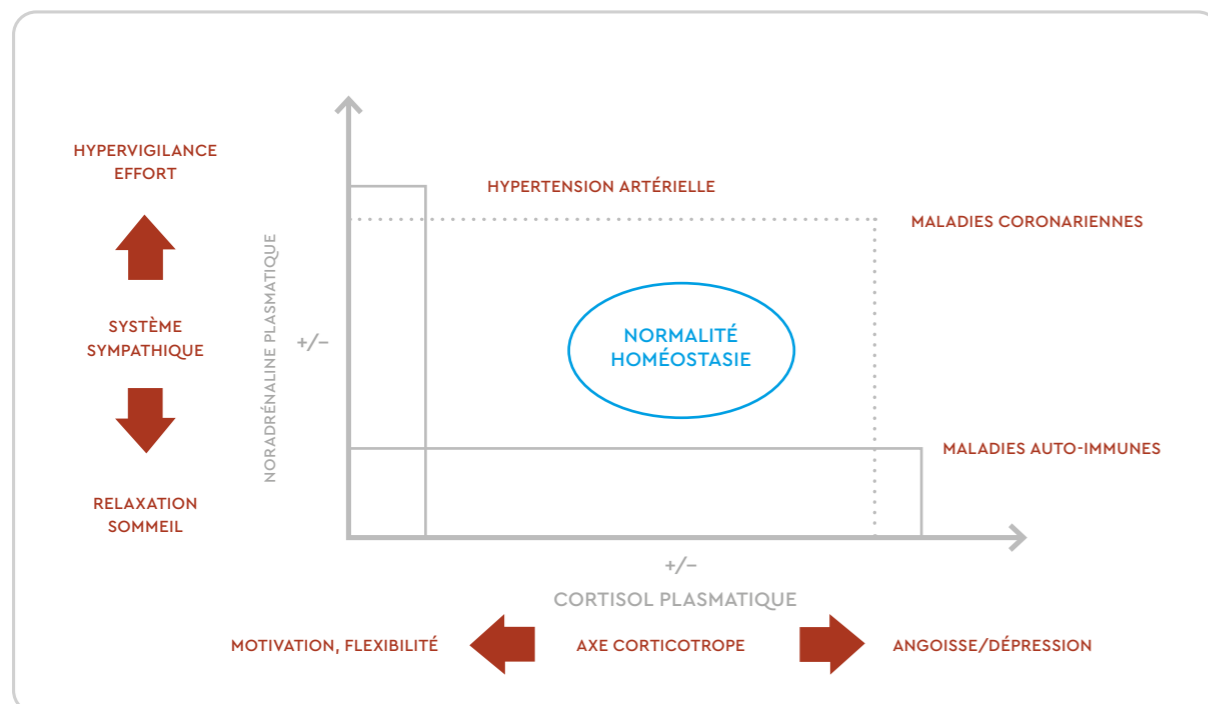 HYPERVIGILANCE
EFFORT
HYPERTENSION ARTÉRIELLE
MALADIES CORONARIENNES
NORADRÉNALINE PLASMATIQUE
SYSTÈME
SYMPATHIQUE
+/–
NORMALITÉ
HOMÉOSTASIE
MALADIES AUTO-IMMUNES
RELAXATION
SOMMEIL
+/–
CORTISOL PLASMATIQUE
MOTIVATION, FLEXIBILITÉ
AXE CORTICOTROPE
ANGOISSE/DÉPRESSION